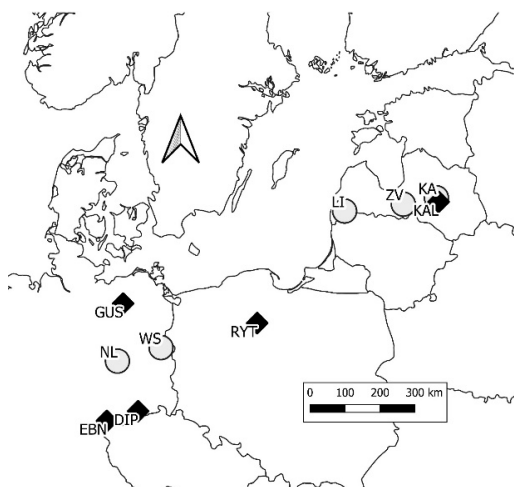 KA
ZV
LI
KAL
GUS
RYT
WS
NL
DIP
EBN
0 100 200 300 km